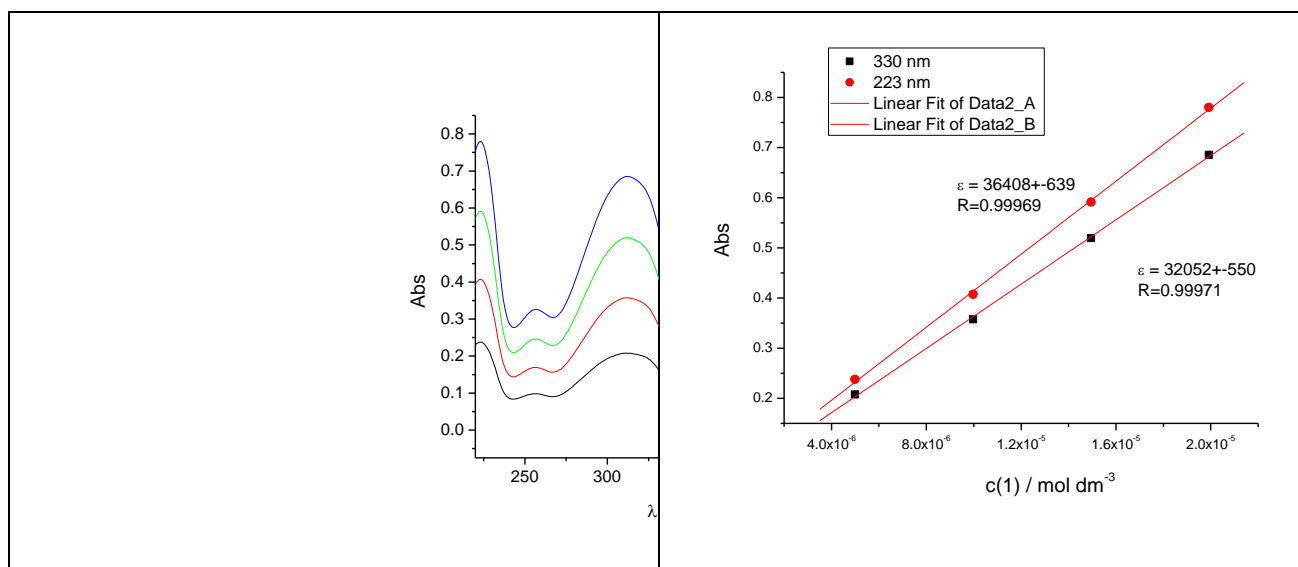 0.8
0.7
0.6
0.5
0.4
0.3
0.2
0.1
0.0
Abs
250 300
λ
330 nm
223 nm
Linear Fit of Data2_A
Linear Fit of Data2_B
0.8
0.7
0.6
0.5
0.4
0.3
0.2
Abs
ε = 36408+-639
R=0.99969
ε = 32052+-550
R=0.99971
4.0x10⁻⁶ 8.0x10⁻⁶ 1.2x10⁻⁵ 1.6x10⁻⁵ 2.0x10⁻⁵
c(1) / mol dm⁻³